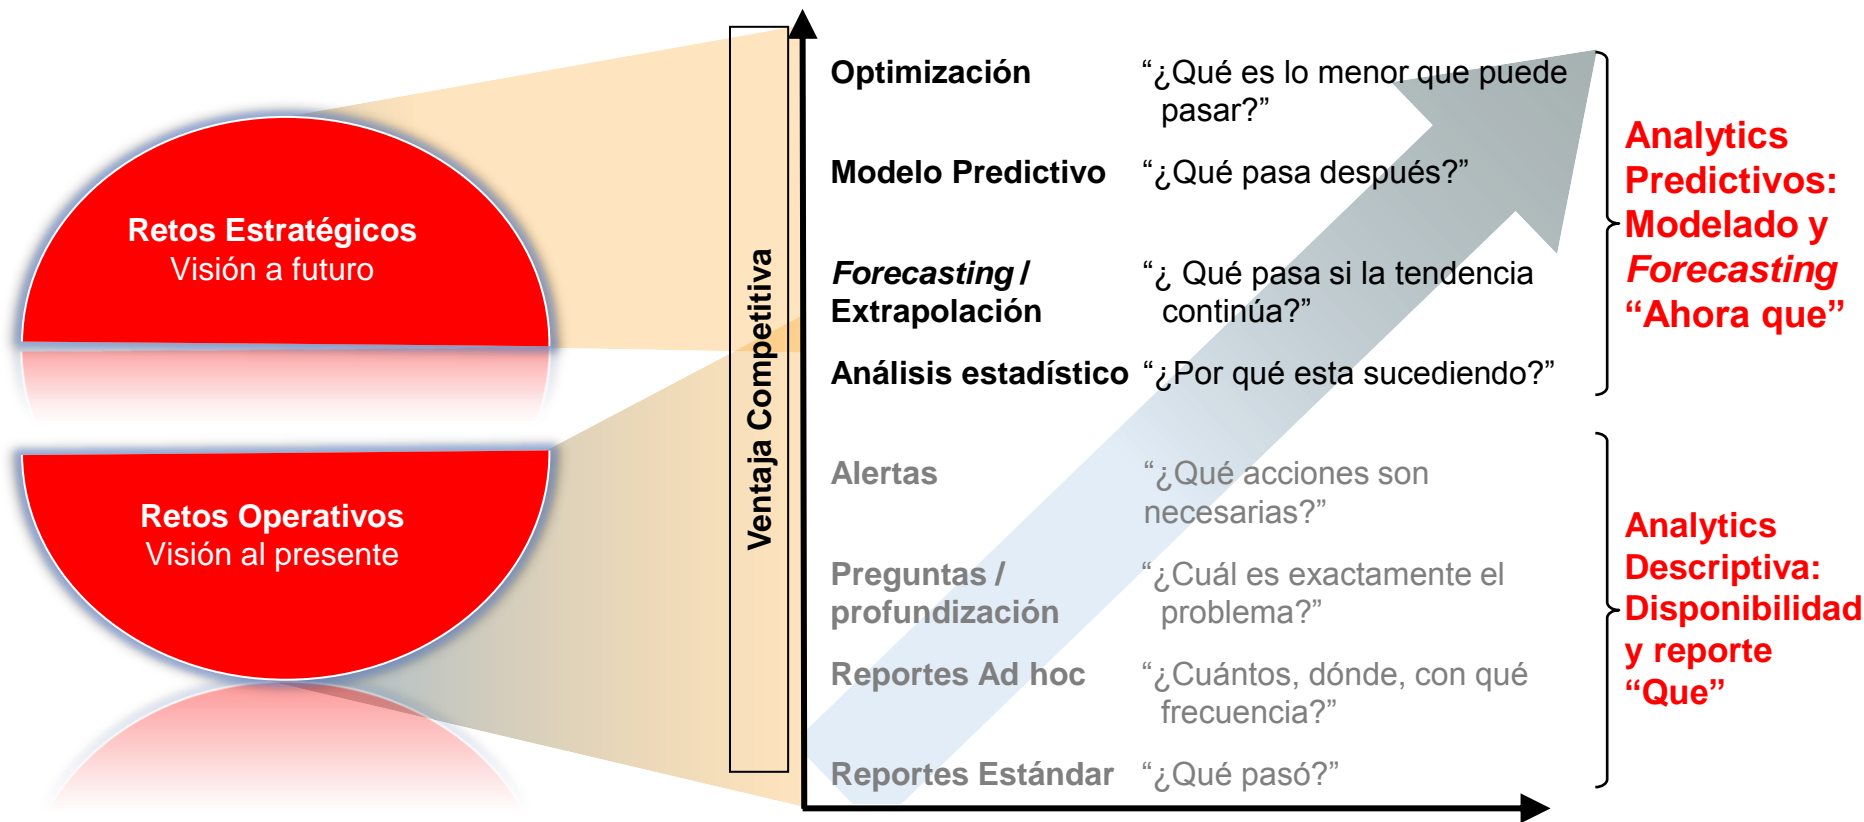 Retos Estratégicos
Visión a futuro
Retos Operativos
Visión al presente
Ventaja Competitiva
Optimización
“¿Qué es lo menor que puede
pasar?”
Modelo Predictivo
“¿Qué pasa después?”
Forecasting /
Extrapolación
“¿ Qué pasa si la tendencia
continúa?”
Análisis estadístico
“¿Por qué esta sucediendo?”
Alertas
“¿Qué acciones son
necesarias?”
Preguntas /
profundización
“¿Cuál es exactamente el
problema?”
Reportes Ad hoc
“¿Cuántos, dónde, con qué
frecuencia?”
Reportes Estándar
“¿Qué pasó?”
Analytics
Predictivos:
Modelado y
Forecasting
“Ahora que”
Analytics
Descriptiva:
Disponibilidad
y reporte
“Que”